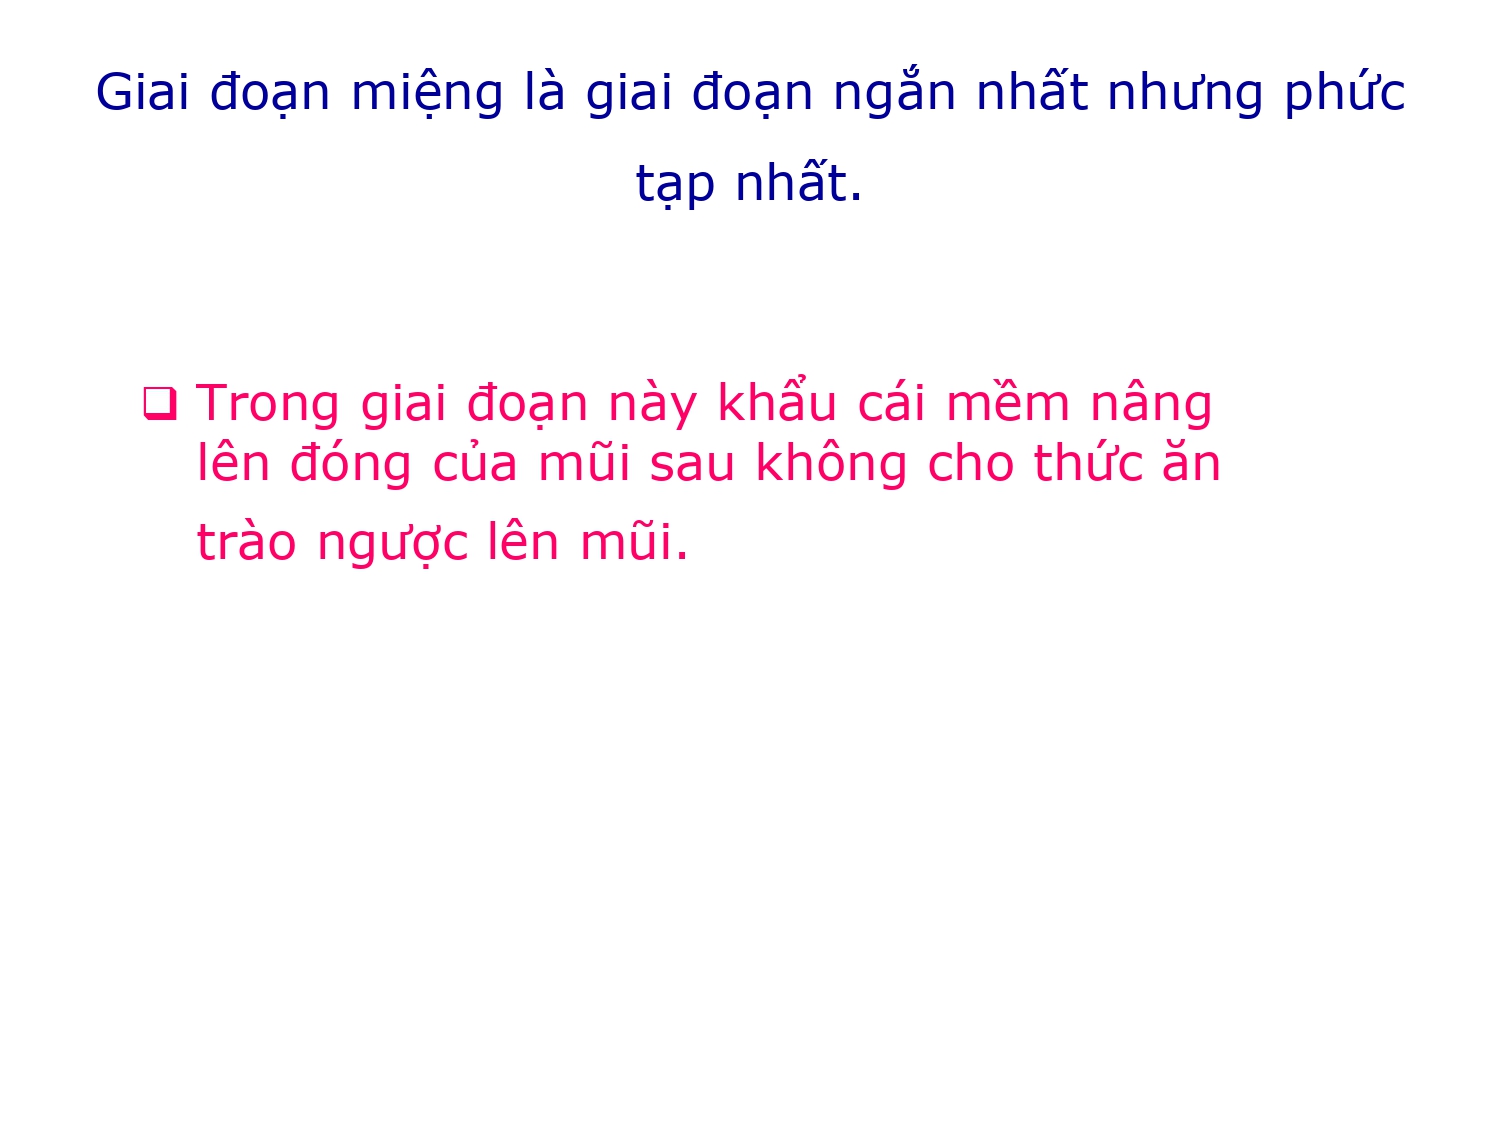 Giai đoạn miệng là giai đoạn ngắn nhất nhưng phức
tạp nhất.
❑ Trong giai đoạn này khẩu cái mềm nâng
lên đóng của mũi sau không cho thức ăn
trào ngược lên mũi.